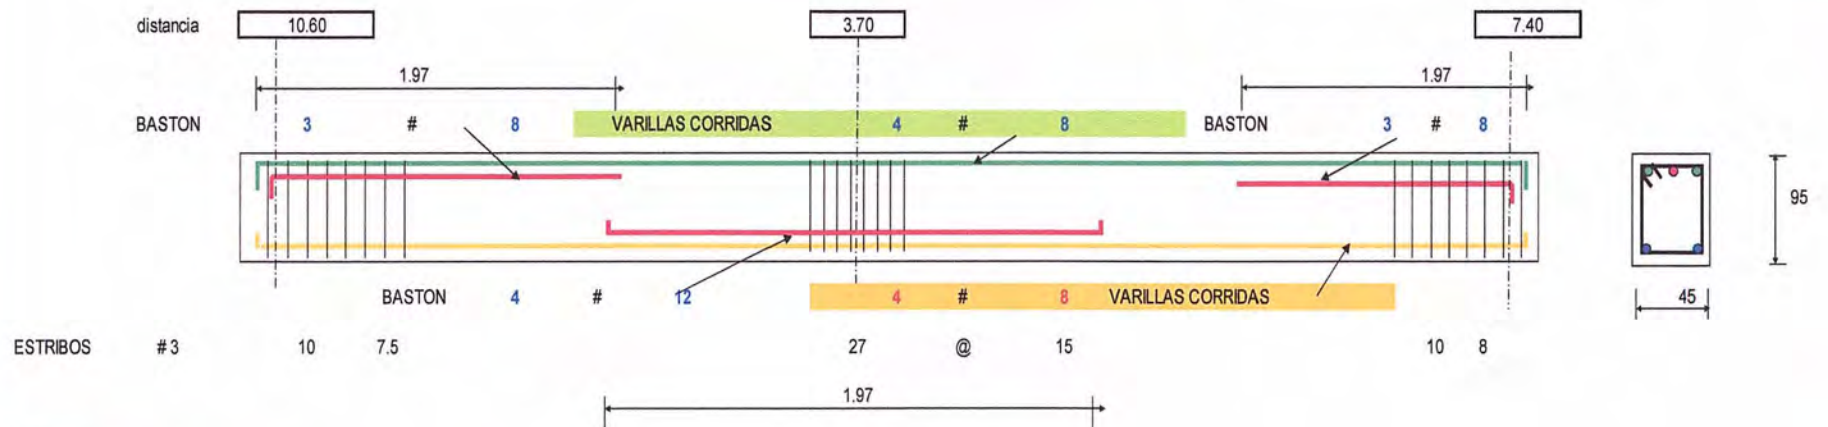 distancia 10.60 3.70 7.40
1.97 1.97
BASTON 3 # 8 VARILLAS CORRIDAS 4 # 8 BASTON 3 # 8
95
BASTON 4 # 12 4 # 8 VARILLAS CORRIDAS 45
ESTRIBOS # 3 10 7.5 27 @ 15 10 8
1.97